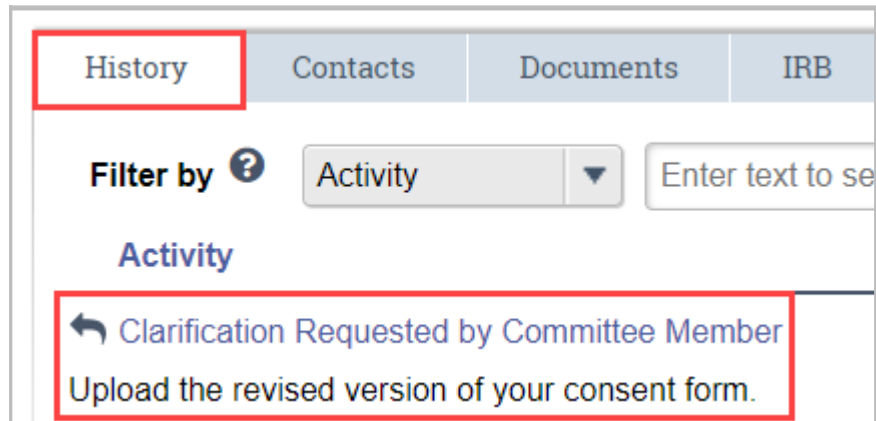 History Contacts Documents IRB
Filter by ? Activity Enter text to se
Activity
Clarification Requested by Committee Member
Upload the revised version of your consent form.